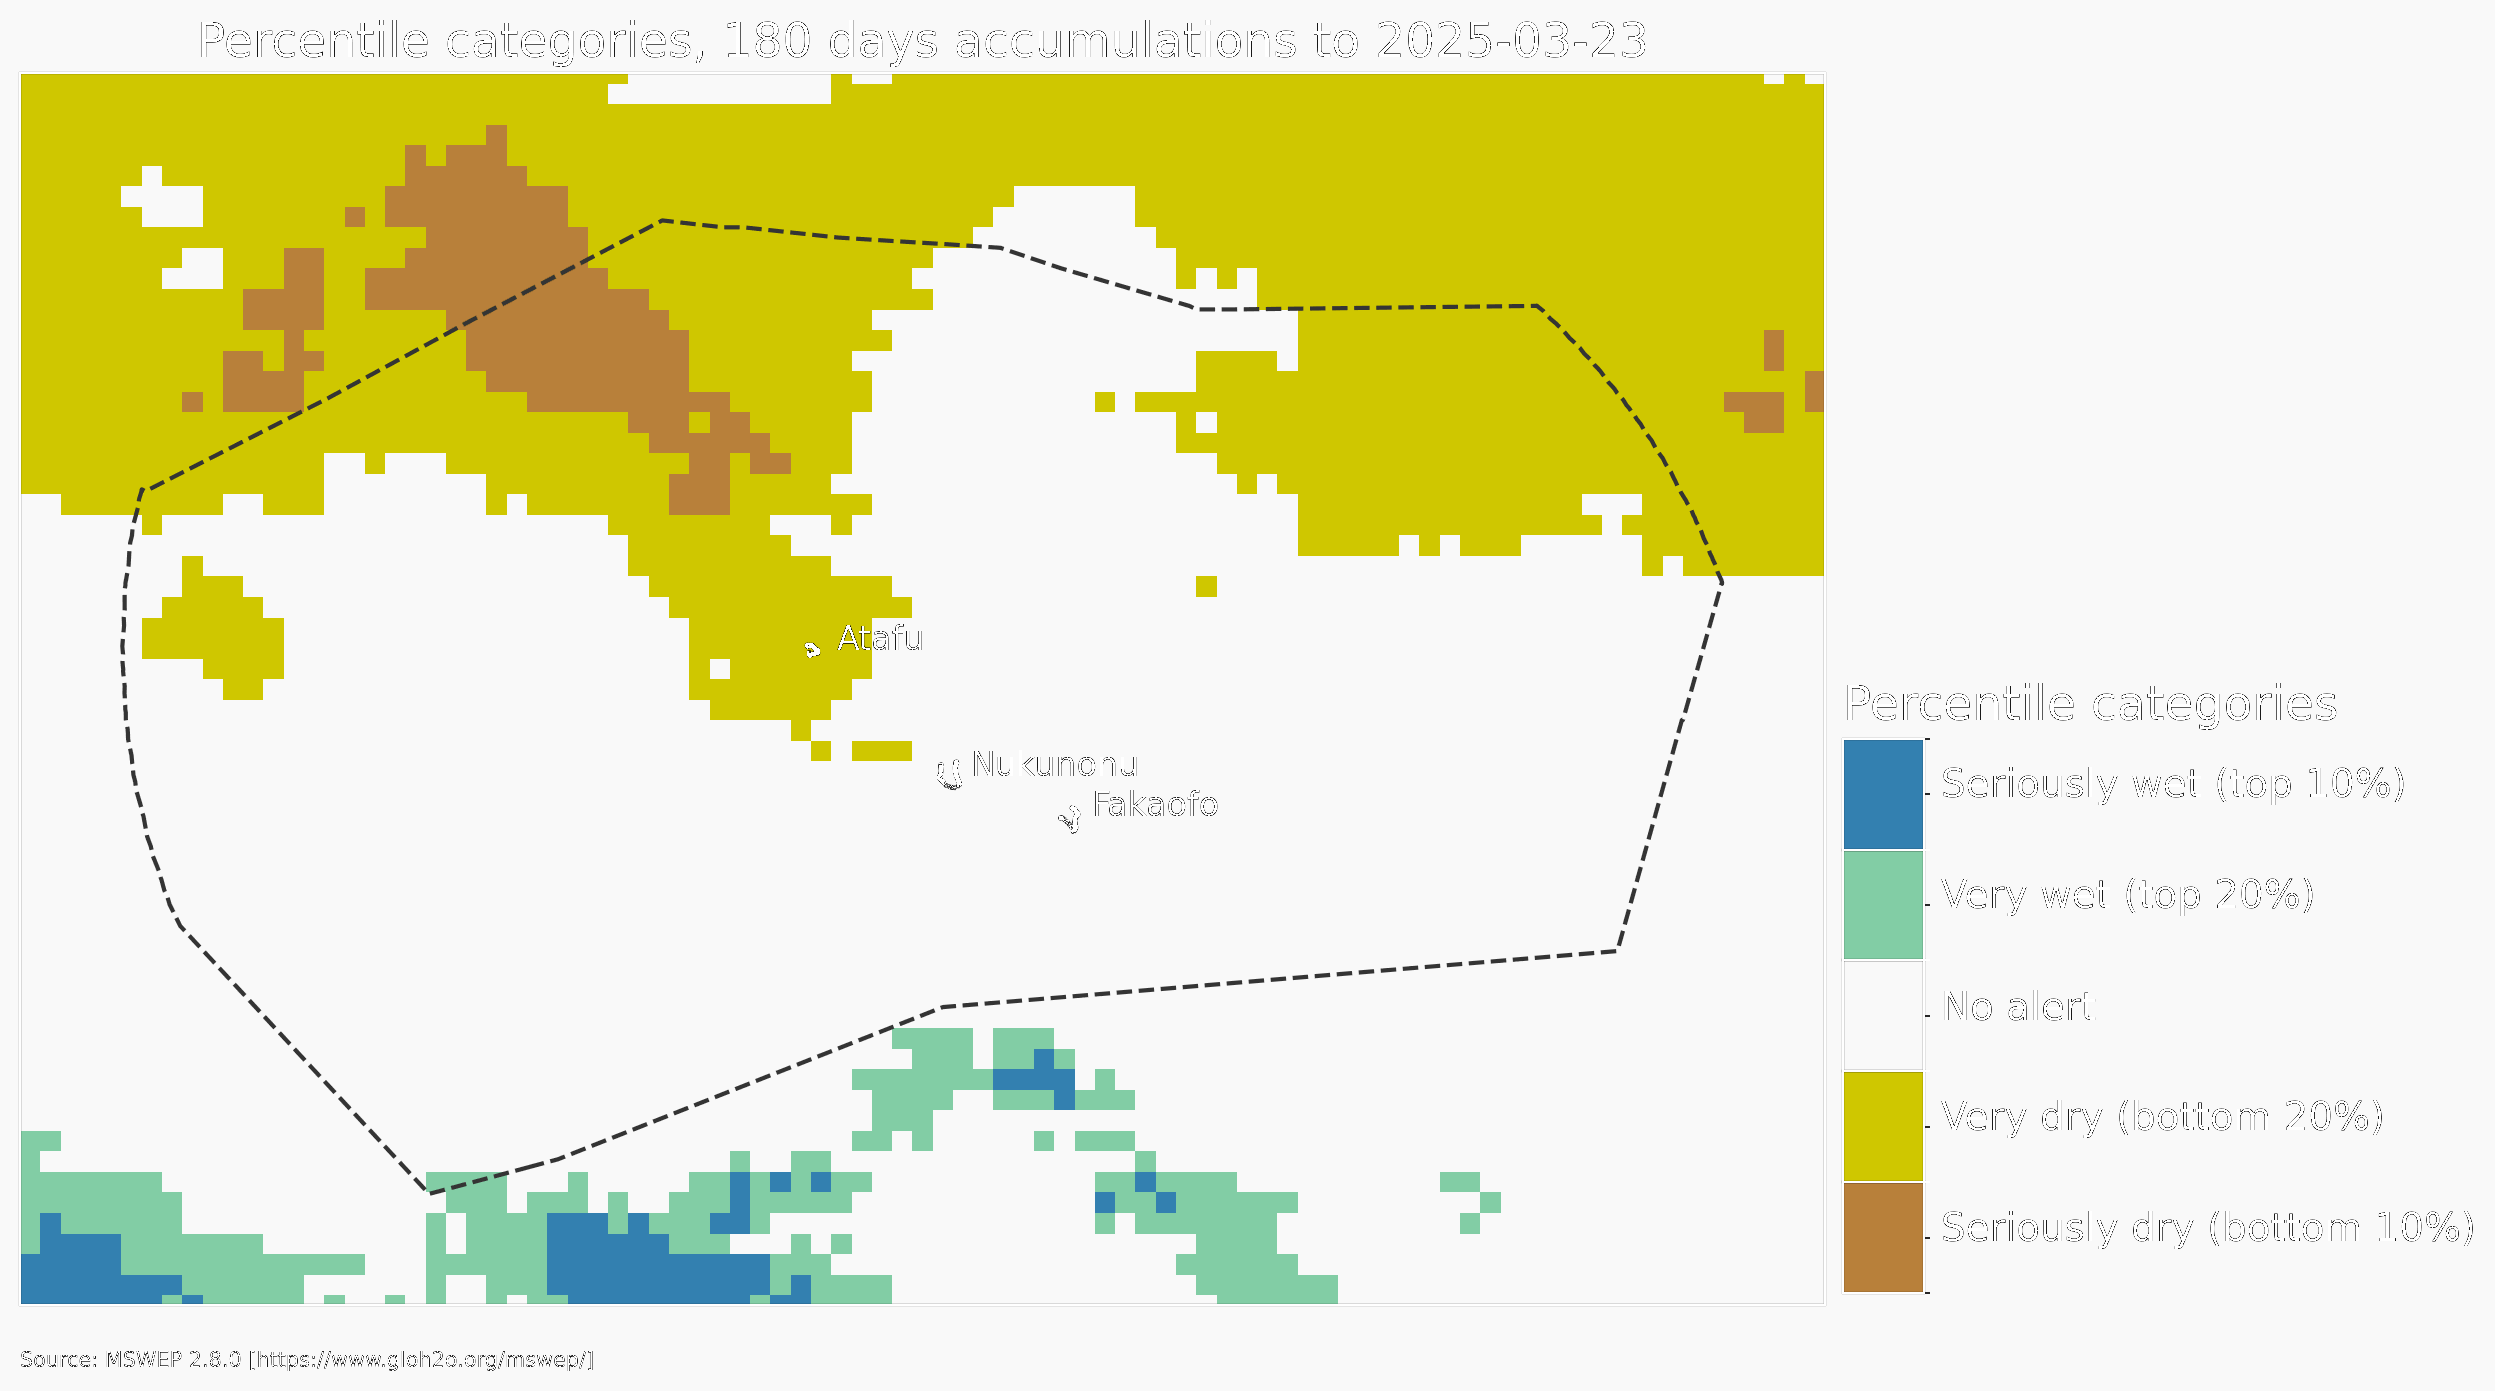 Percentile categories, 180 days accumulations to 2025-03-23
Atafu
Nukunonu
Fakaofo
Percentile categories
Seriously wet (top 10%)
Very wet (top 20%)
No alert
Very dry (bottom 20%)
Seriously dry (bottom 10%)
Source: MSWEP 2.8.0 [https://www.gloh2o.org/mswep/]